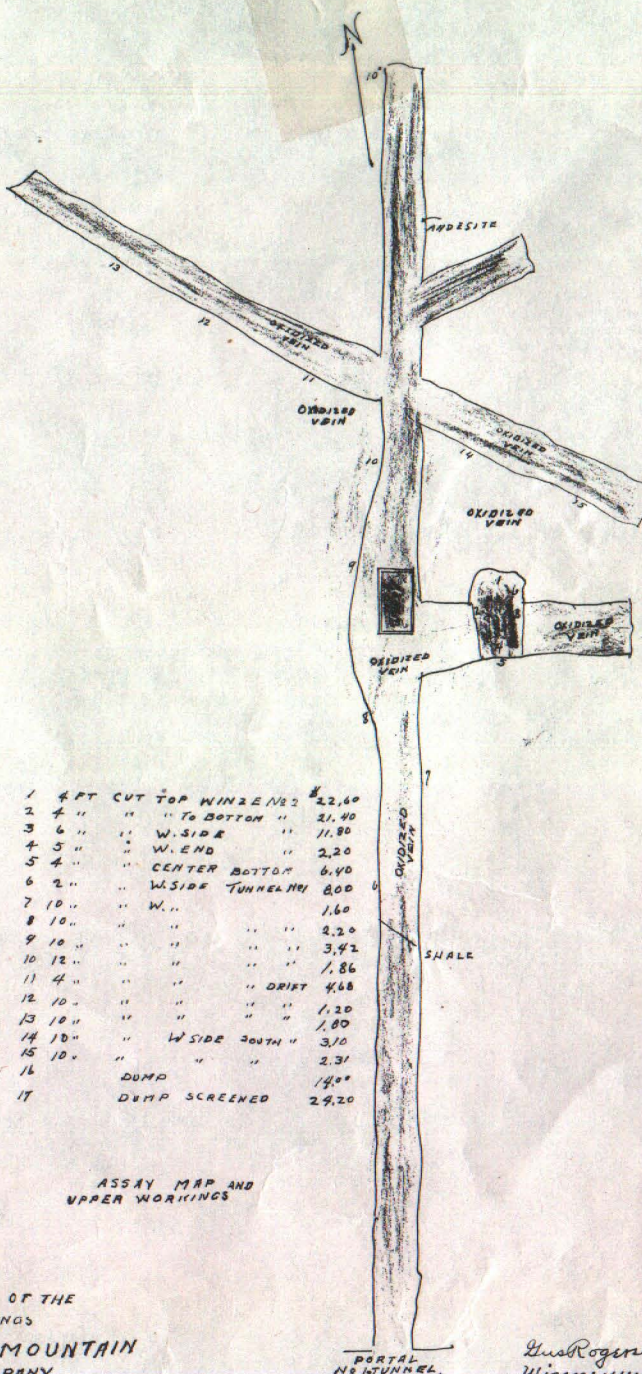 N
10"
ANDESITE
13
12
OXIDIZED
VEIN
11
OXIDIZED
VEIN
OXIDIZED
VEIN
14
15
10
OXIDIZED
VEIN
9
OXIDIZED
VEIN
5
OXIDIZED
VEIN
8
7
OXIDIZED
VEIN
6
SHALE
1 4 FT CUT TOP WINZE No 2 $22.60
2 4 " " " TO BOTTOM " 21.40
3 6 " " W. SIDE " 11.80
4 5 " " W. END " 2.20
5 4 " " CENTER BOTTOM 6.40
6 2 " " W. SIDE TUNNEL No 1 8.00
7 10 " " W. " 1.60
8 10 " " " " " 2.20
9 10 " " " " " 3.42
10 12 " " " " " 1.86
11 4 " " " " DRIFT 4.68
12 10 " " " " " 1.20
13 10 " " " " " 1.80
14 10 " " W SIDE SOUTH " 3.10
15 10 " " " " 2.31
16 DUMP 14.00
17 DUMP SCREENED 24.20
ASSAY MAP AND
UPPER WORKINGS
OF THE
NGS
MOUNTAIN
PANY
PORTAL
No 1 TUNNEL
Gus Rogers